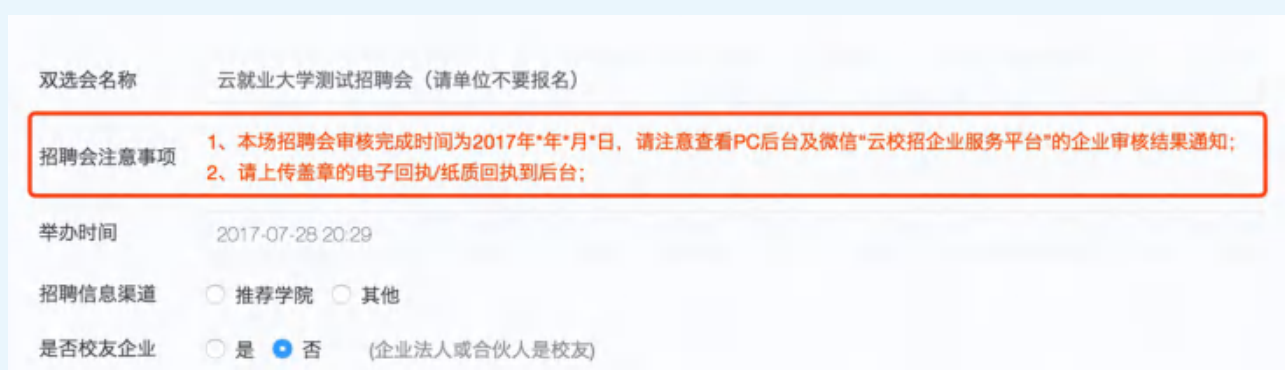 双选会名称 云就业大学测试招聘会（请单位不要报名）
招聘会注意事项 1、本场招聘会审核完成时间为2017年*年*月*日，请注意查看PC后台及微信“云校招企业服务平台”的企业审核结果通知；
2、请上传盖章的电子回执/纸质回执到后台；
举办时间 2017-07-28 20:29
招聘信息渠道 推荐学院 其他
是否校友企业 是 否 (企业法人或合伙人是校友)